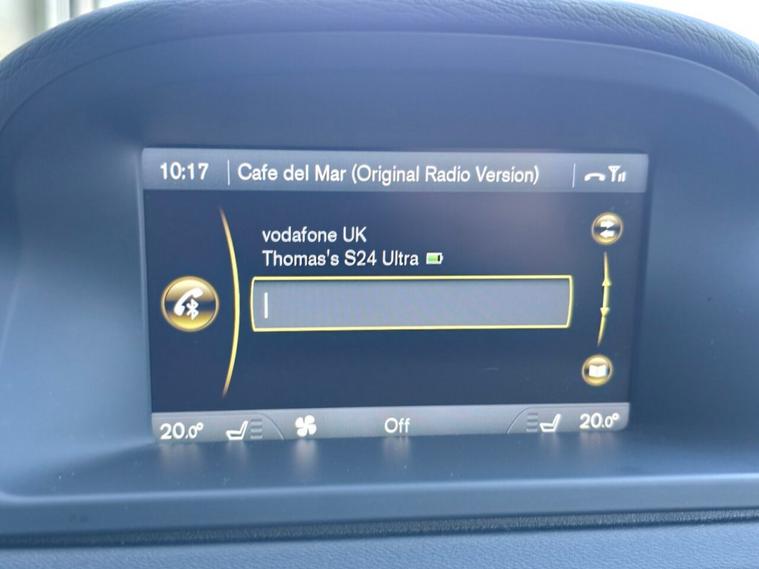 10:17 Cafe del Mar (Original Radio Version)
vodafone UK
Thomas's S24 Ultra
20.0° Off 20.0°